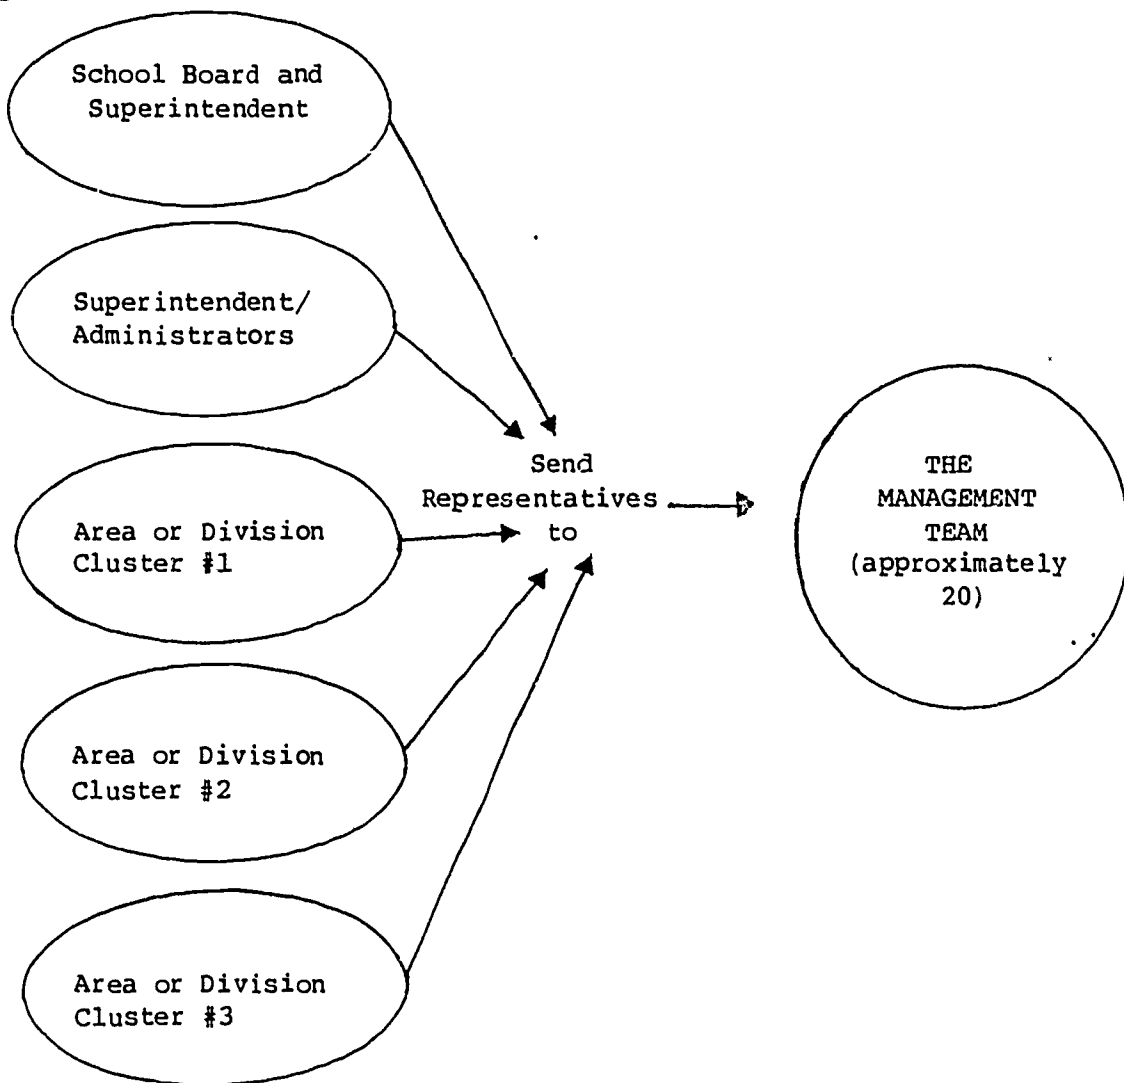 School Board and
Superintendent
Superintendent/
Administrators
Area or Division
Cluster #1
Area or Division
Cluster #2
Area or Division
Cluster #3
Send
Representatives
to
THE
MANAGEMENT
TEAM
(approximately
20)